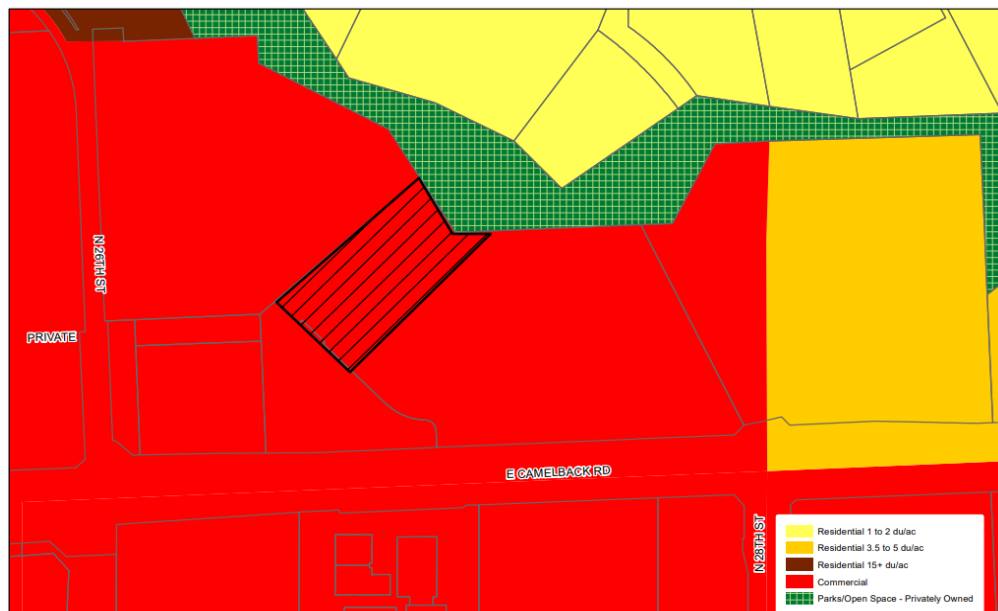 N 26TH ST
PRIVATE
E CAMELBACK RD
N 28TH ST
Residential 1 to 2 du/ac
Residential 3.5 to 5 du/ac
Residential 15+ du/ac
Commercial
Parks/Open Space - Privately Owned